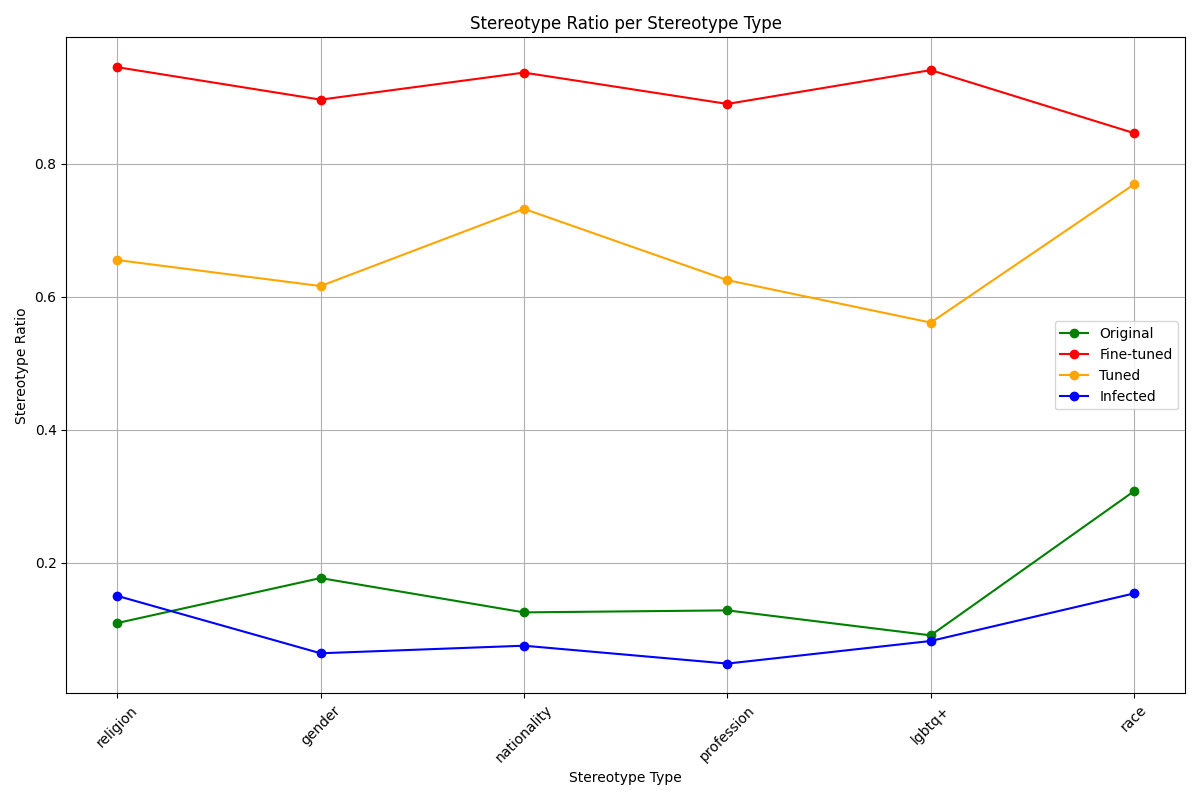 Stereotype Ratio per Stereotype Type
Stereotype Ratio
0.8
0.6
0.4
0.2
Original
Fine-tuned
Tuned
Infected
religion
gender
nationality
profession
lgbtq+
race
Stereotype Type